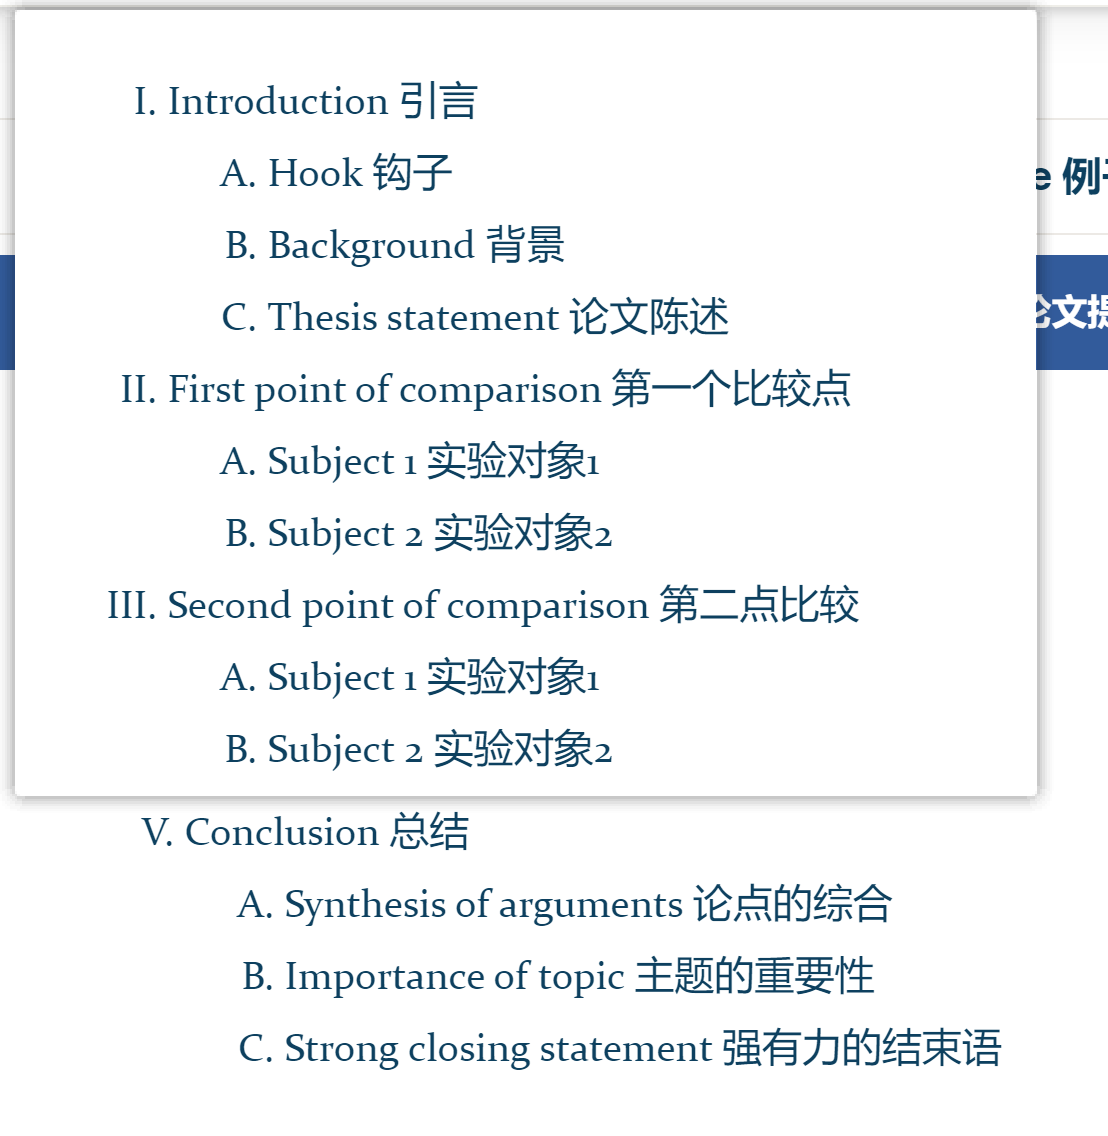 I. Introduction 引言
A. Hook 钩子
e 例
B. Background 背景
C. Thesis statement 论文陈述
论文提
II. First point of comparison 第一个比较点
A. Subject 1 实验对象1
B. Subject 2 实验对象2
III. Second point of comparison 第二点比较
A. Subject 1 实验对象1
B. Subject 2 实验对象2
V. Conclusion 总结
A. Synthesis of arguments 论点的综合
B. Importance of topic 主题的重要性
C. Strong closing statement 强有力的结束语